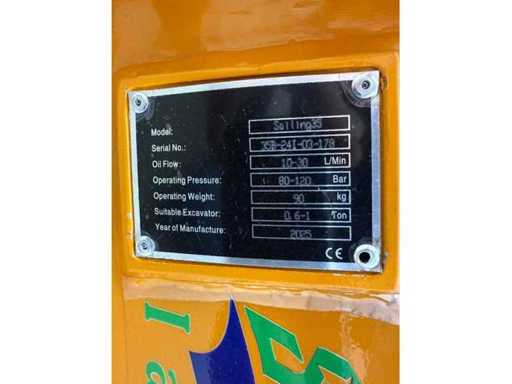 Model: Salling35
Serial No.: 35B-241-03-178
Oil Flow: 10-30 L/Min
Operating Pressure: 80-120 Bar
Operating Weight: 90 kg
Suitable Excavator: 0.6-1 Ton
Year of Manufacture: 2025
CE
I a